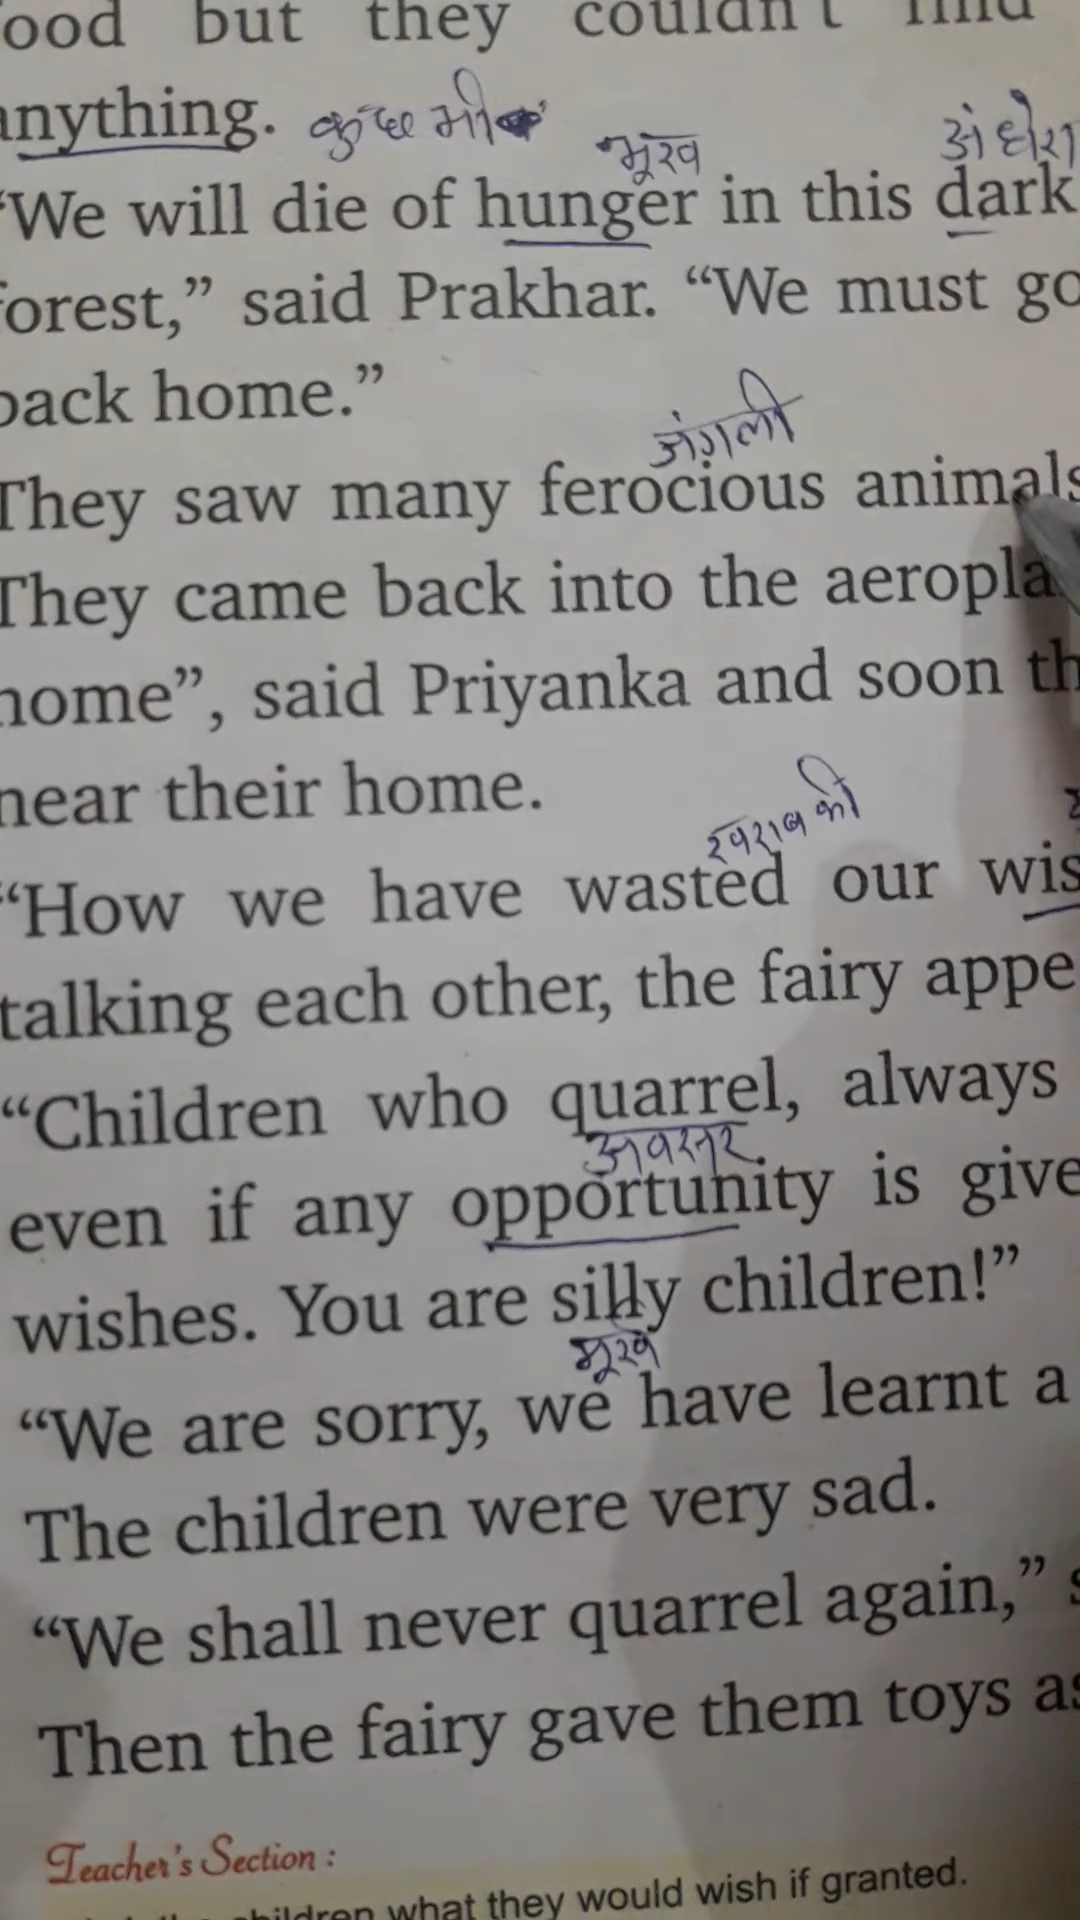 ood but they couldn't find
anything. कुछ भी
भूख अंधेरा
“We will die of hunger in this dark
forest,” said Prakhar. “We must go
back home.”
जंगली
They saw many ferocious animals
They came back into the aeropla
home”, said Priyanka and soon th
near their home.
खराब की
“How we have wasted our wis
talking each other, the fairy appe
“Children who quarrel, always
अवसर
even if any opportunity is give
wishes. You are silly children!”
मूर्ख
“We are sorry, we have learnt a
The children were very sad.
“We shall never quarrel again,” s
Then the fairy gave them toys as
Teacher's Section :
children what they would wish if granted.